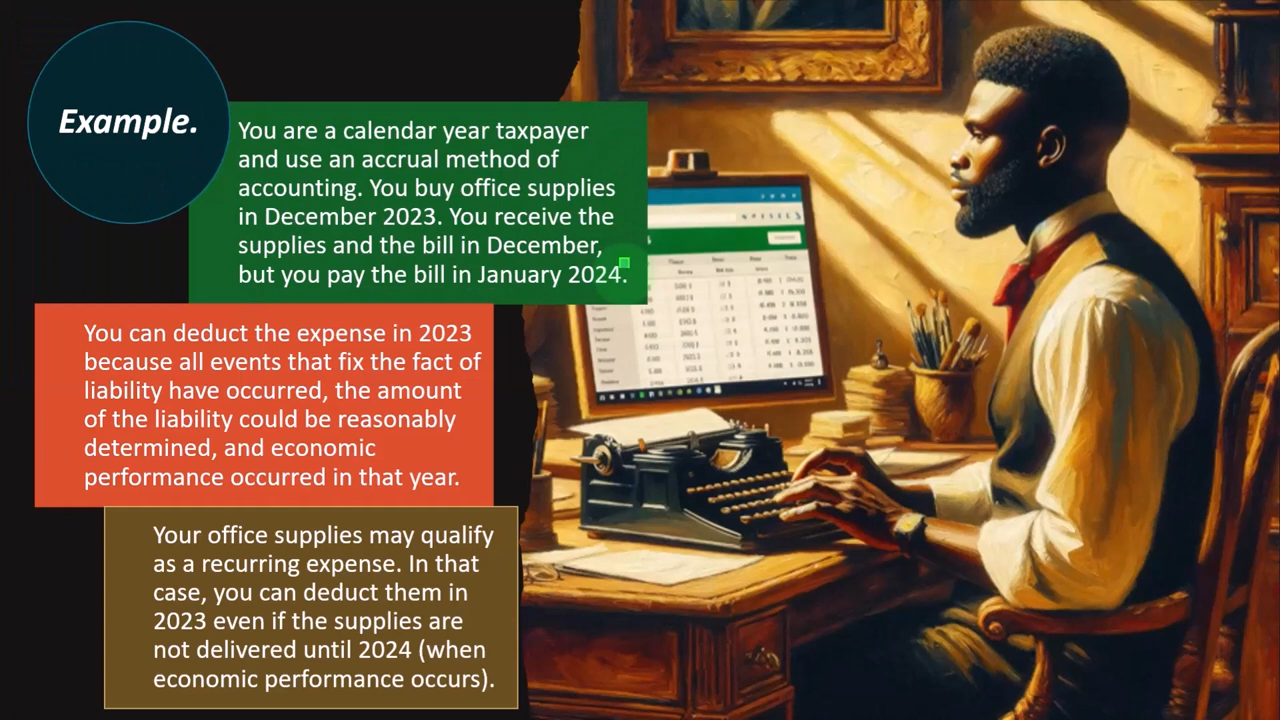 Example.
You are a calendar year taxpayer
and use an accrual method of
accounting. You buy office supplies
in December 2023. You receive the
supplies and the bill in December,
but you pay the bill in January 2024.
You can deduct the expense in 2023
because all events that fix the fact of
liability have occurred, the amount
of the liability could be reasonably
determined, and economic
performance occurred in that year.
Your office supplies may qualify
as a recurring expense. In that
case, you can deduct them in
2023 even if the supplies are
not delivered until 2024 (when
economic performance occurs).